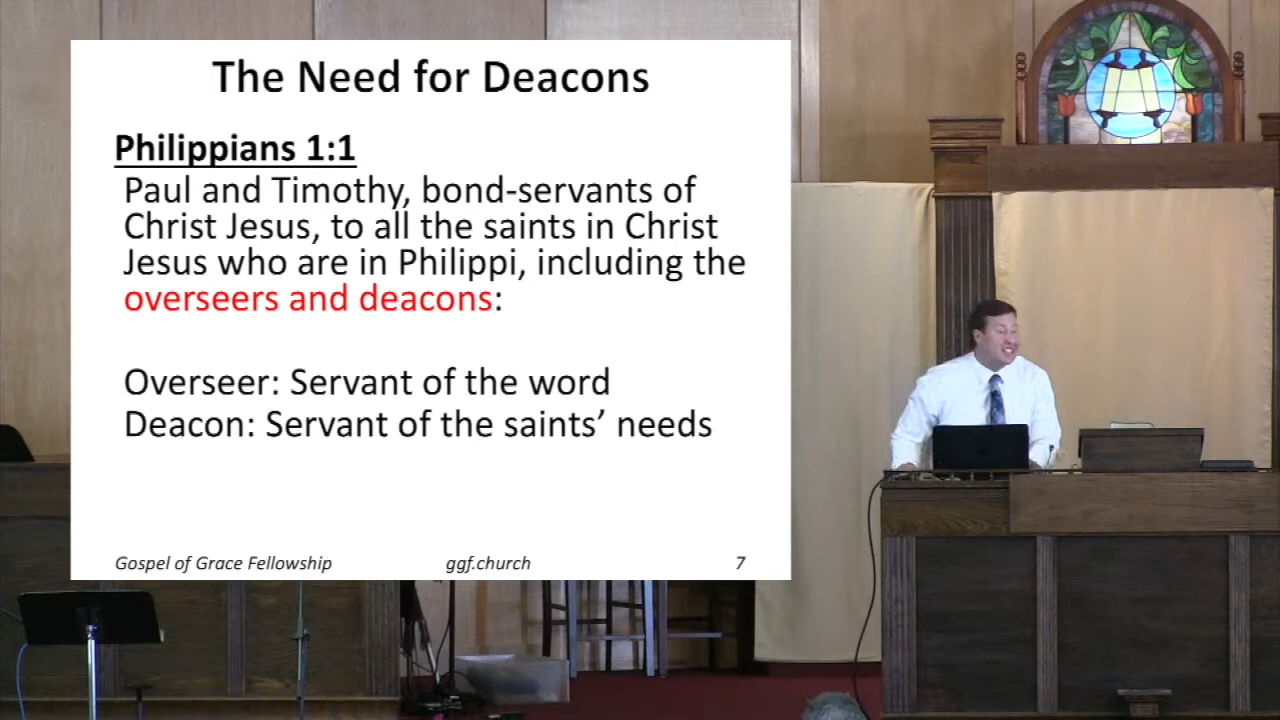 The Need for Deacons
Philippians 1:1
Paul and Timothy, bond-servants of
Christ Jesus, to all the saints in Christ
Jesus who are in Philippi, including the
overseers and deacons:
Overseer: Servant of the word
Deacon: Servant of the saints’ needs
Gospel of Grace Fellowship ggf.church 7